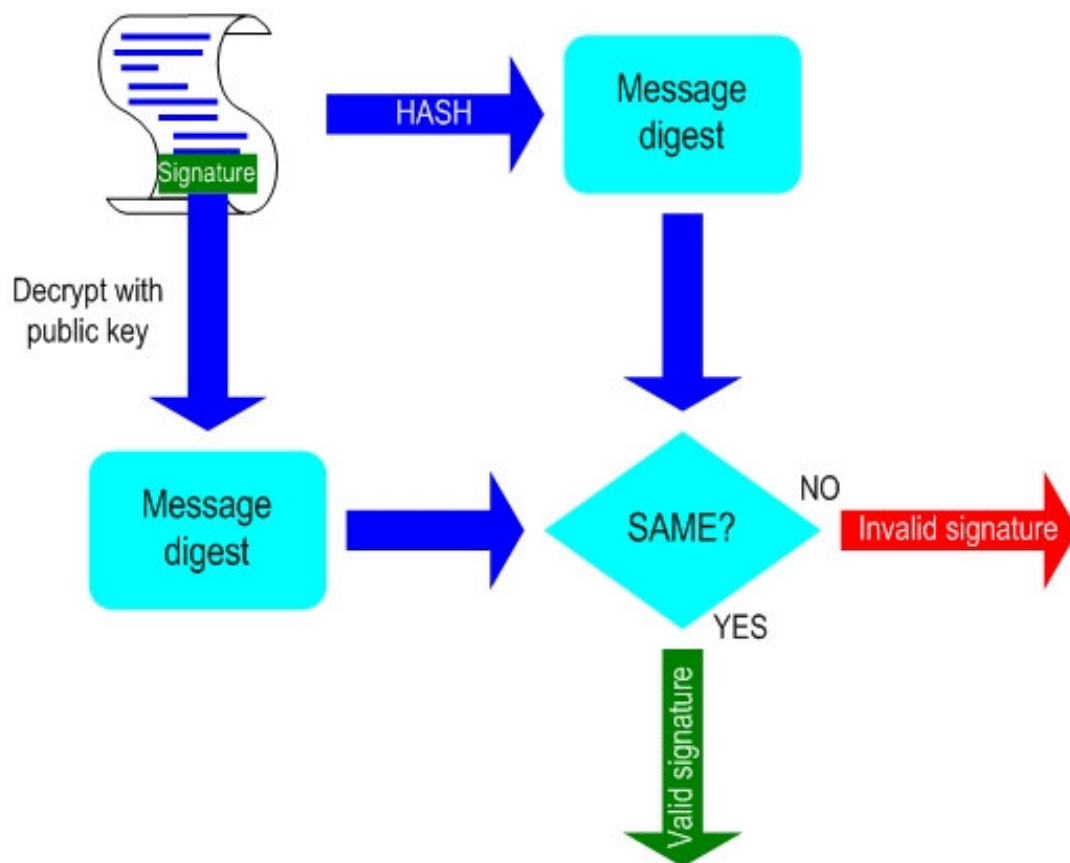 HASH
Message
digest
Signature
Decrypt with
public key
Message
digest
SAME?
NO
Invalid signature
YES
Valid signature